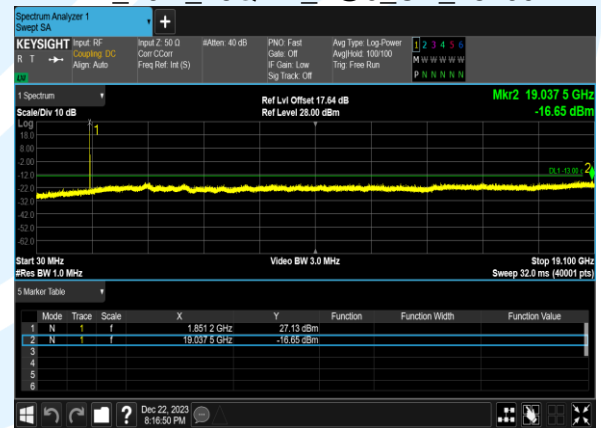 Spectrum Analyzer 1
Swept SA
+
KEYSIGHT Input: RF Input Z: 50 Ω #Atten: 40 dB PNO: Fast Avg Type: Log-Power 1 2 3 4 5 6
R T Coupling: DC Corr CCorr Gate: Off Avg|Hold: 100/100 M W W W W W
Align: Auto Freq Ref: Int (S) IF Gain: Low Trig: Free Run
Sig Track: Off P N N N N N
1 Spectrum Ref Lvl Offset 17.64 dB Mkr2 19.037 5 GHz
Scale/Div 10 dB Ref Level 28.00 dBm -16.65 dBm
Log
1
18.0
8.00
-2.00
-12.0 DL1 -13.00 2
-22.0
-32.0
-42.0
-52.0
-62.0
Start 30 MHz Video BW 3.0 MHz Stop 19.100 GHz
#Res BW 1.0 MHz Sweep 32.0 ms (40001 pts)
5 Marker Table
Mode Trace Scale X Y Function Function Width Function Value
1 N 1 f 1.851 2 GHz 27.13 dBm
2 N 1 f 19.037 5 GHz -16.65 dBm
3
4
5
6
? Dec 22, 2023
8:16:50 PM